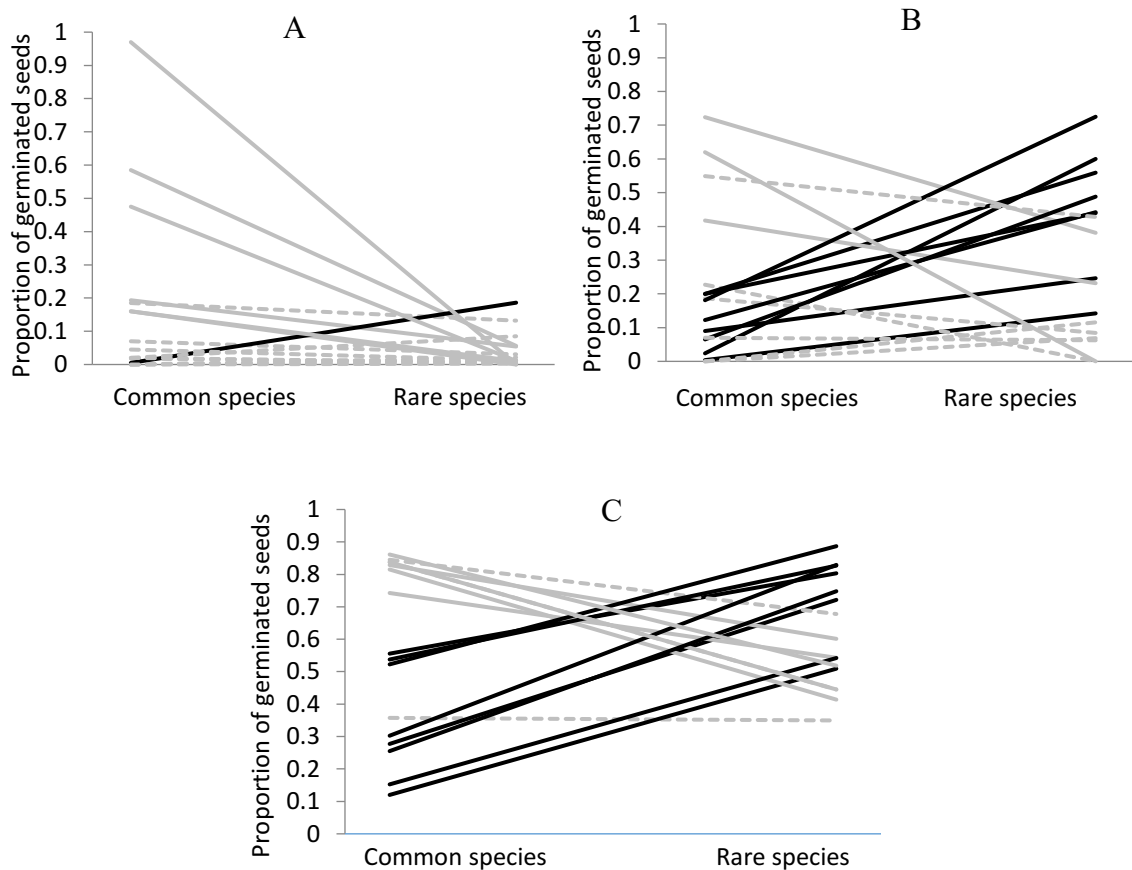 A
Proportion of germinated seeds
1
0.9
0.8
0.7
0.6
0.5
0.4
0.3
0.2
0.1
0
Common species
Rare species
B
Proportion of germinated seeds
1
0.9
0.8
0.7
0.6
0.5
0.4
0.3
0.2
0.1
0
Common species
Rare species
C
Proportion of germinated seeds
1
0.9
0.8
0.7
0.6
0.5
0.4
0.3
0.2
0.1
0
Common species
Rare species